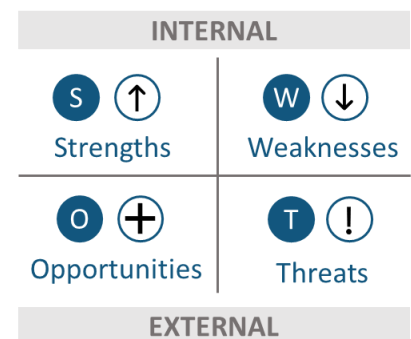 INTERNAL
S W
Strengths Weaknesses
O + T !
Opportunities Threats
EXTERNAL